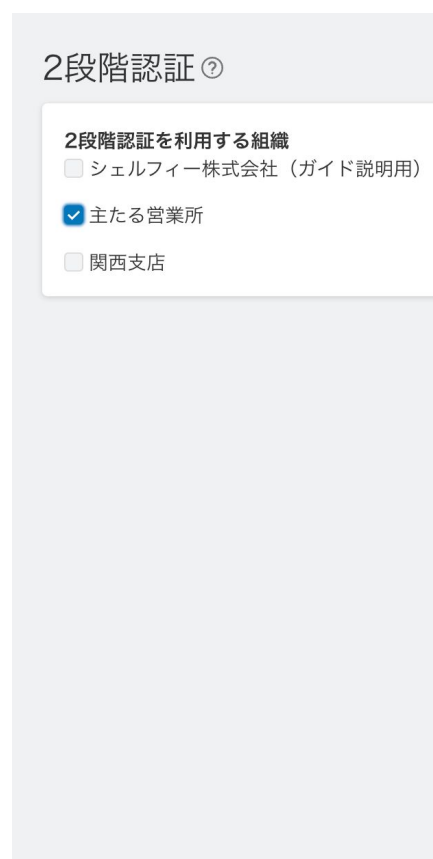 2段階認証
2段階認証を利用する組織
シェルフィー株式会社（ガイド説明用）
主たる営業所
関西支店